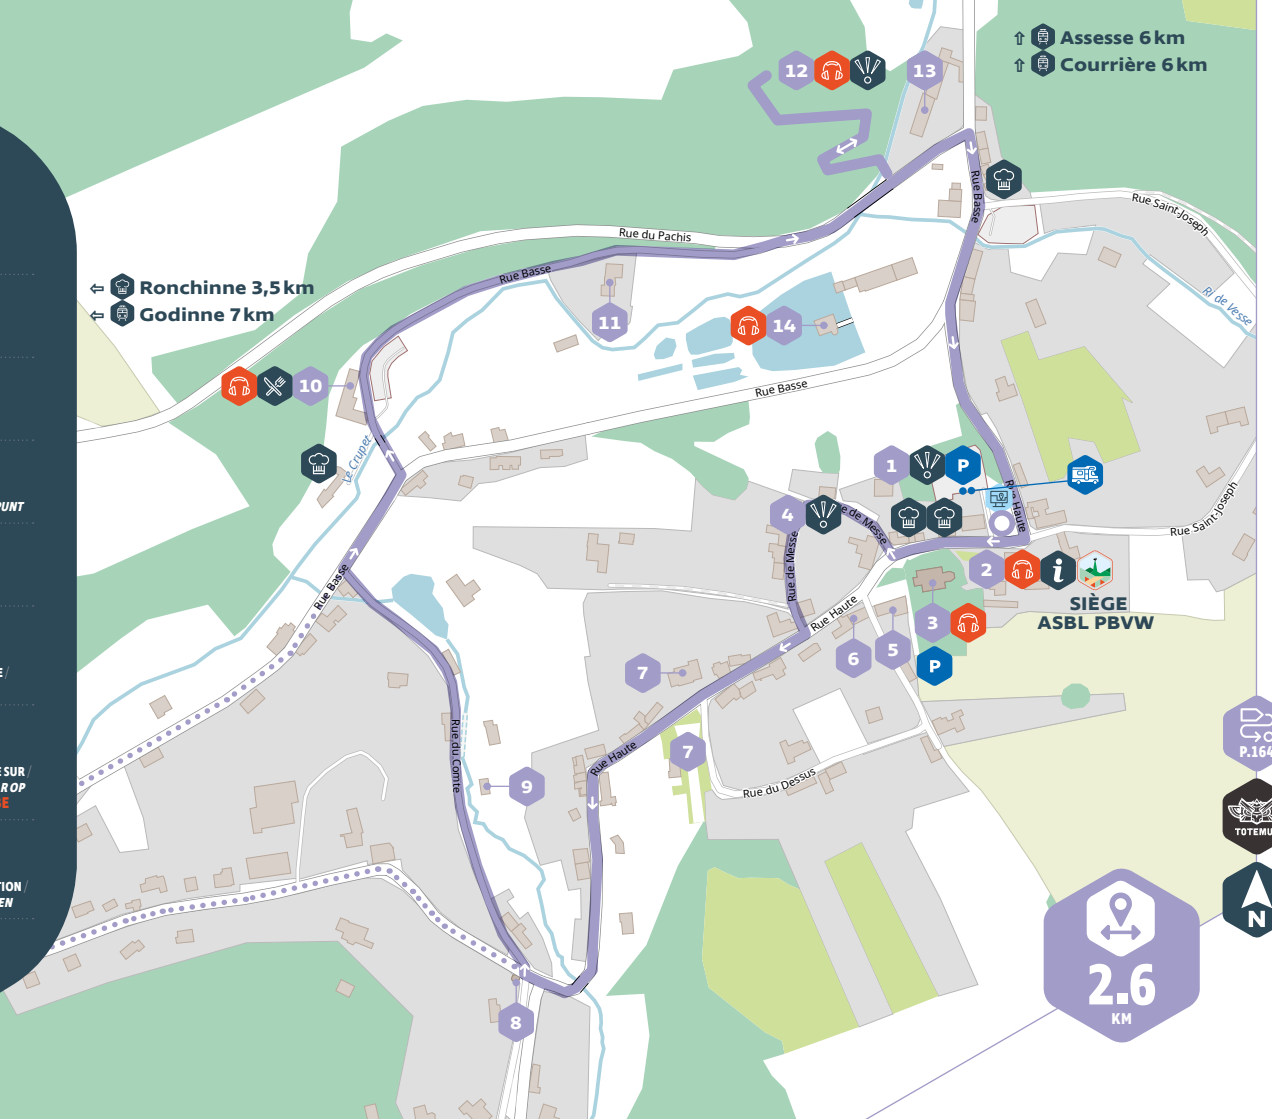 ⇧ Assesse 6 km
⇧ Courrière 6 km
12
13
Rue Basse
Rue Saint-Joseph
Rue du Pachis
Rue Basse
⇦ Ronchinne 3,5 km
⇦ Godinne 7 km
Ri de Vesse
11
14
10
Rue Basse
Le Crupet
1
P
Rue Haute
Rue Saint-Joseph
PUNT
4
e de Messe
Rue de Messe
2
i
SIÈGE
ASBL PBVW
3
Rue Basse
Rue Haute
5
6
P
7
E /
Rue du Comte
7
Rue Haute
P.164
SUR /
R OP
9
Rue du Dessus
TOTEMU
TION /
EN
N
2.6
KM
8